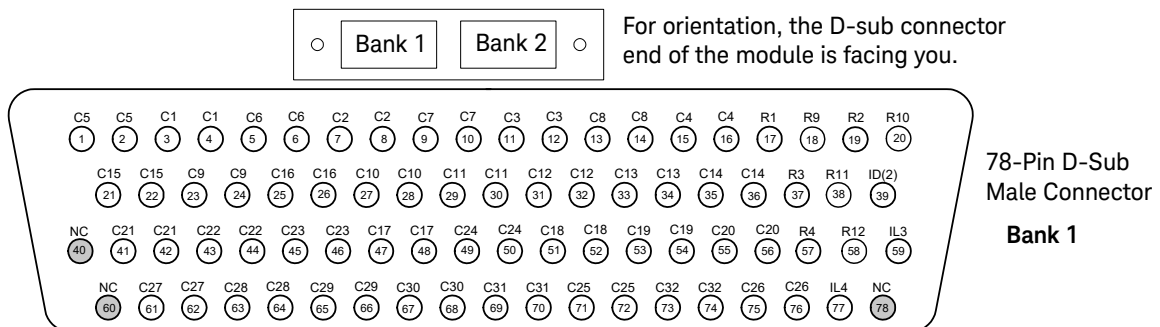 Bank 1 Bank 2
For orientation, the D-sub connector
end of the module is facing you.
C5 C5 C1 C1 C6 C6 C2 C2 C7 C7 C3 C3 C8 C8 C4 C4 R1 R9 R2 R10
1 2 3 4 5 6 7 8 9 10 11 12 13 14 15 16 17 18 19 20
C15 C15 C9 C9 C16 C16 C10 C10 C11 C11 C12 C12 C13 C13 C14 C14 R3 R11 ID(2)
21 22 23 24 25 26 27 28 29 30 31 32 33 34 35 36 37 38 39
NC C21 C21 C22 C22 C23 C23 C17 C17 C24 C24 C18 C18 C19 C19 C20 C20 R4 R12 IL3
40 41 42 43 44 45 46 47 48 49 50 51 52 53 54 55 56 57 58 59
NC C27 C27 C28 C28 C29 C29 C30 C30 C31 C31 C25 C25 C32 C32 C26 C26 IL4 NC
60 61 62 63 64 65 66 67 68 69 70 71 72 73 74 75 76 77 78
78-Pin D-Sub
Male Connector
Bank 1